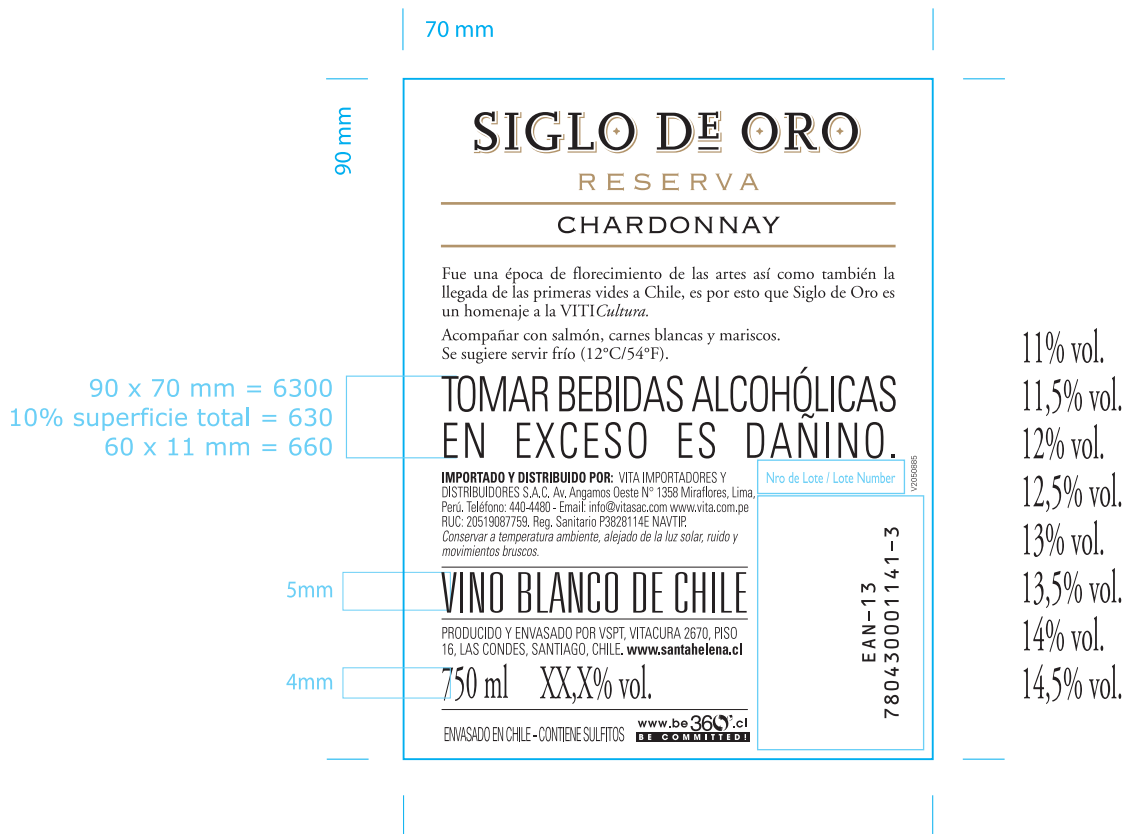 70 mm
90 mm
SIGLO DE ORO
RESERVA
CHARDONNAY
Fue una época de florecimiento de las artes así como también la
llegada de las primeras vides a Chile, es por esto que Siglo de Oro es
un homenaje a la VITICultura.
Acompañar con salmón, carnes blancas y mariscos.
Se sugiere servir frío (12°C/54°F).
90 x 70 mm = 6300
10% superficie total = 630
60 x 11 mm = 660
TOMAR BEBIDAS ALCOHÓLICAS
EN EXCESO ES DAÑINO.
IMPORTADO Y DISTRIBUIDO POR: VITA IMPORTADORES Y
DISTRIBUIDORES S.A.C. Av. Angamos Oeste N° 1358 Miraflores, Lima,
Perú. Teléfono: 440-4480 - Email: info@vitasac.com www.vita.com.pe
RUC: 20519087759. Reg. Sanitario P3828114E NAVTIP.
Conservar a temperatura ambiente, alejado de la luz solar, ruido y
movimientos bruscos.
Nro de Lote / Lote Number
V2050885
5mm
VINO BLANCO DE CHILE
PRODUCIDO Y ENVASADO POR VSPT, VITACURA 2670, PISO
16, LAS CONDES, SANTIAGO, CHILE. www.santahelena.cl
4mm
750 ml XX,X% vol.
ENVASADO EN CHILE - CONTIENE SULFITOS
www.be360°.cl
BE COMMITTED!
EAN-13
7804300001141-3
11% vol.
11,5% vol.
12% vol.
12,5% vol.
13% vol.
13,5% vol.
14% vol.
14,5% vol.